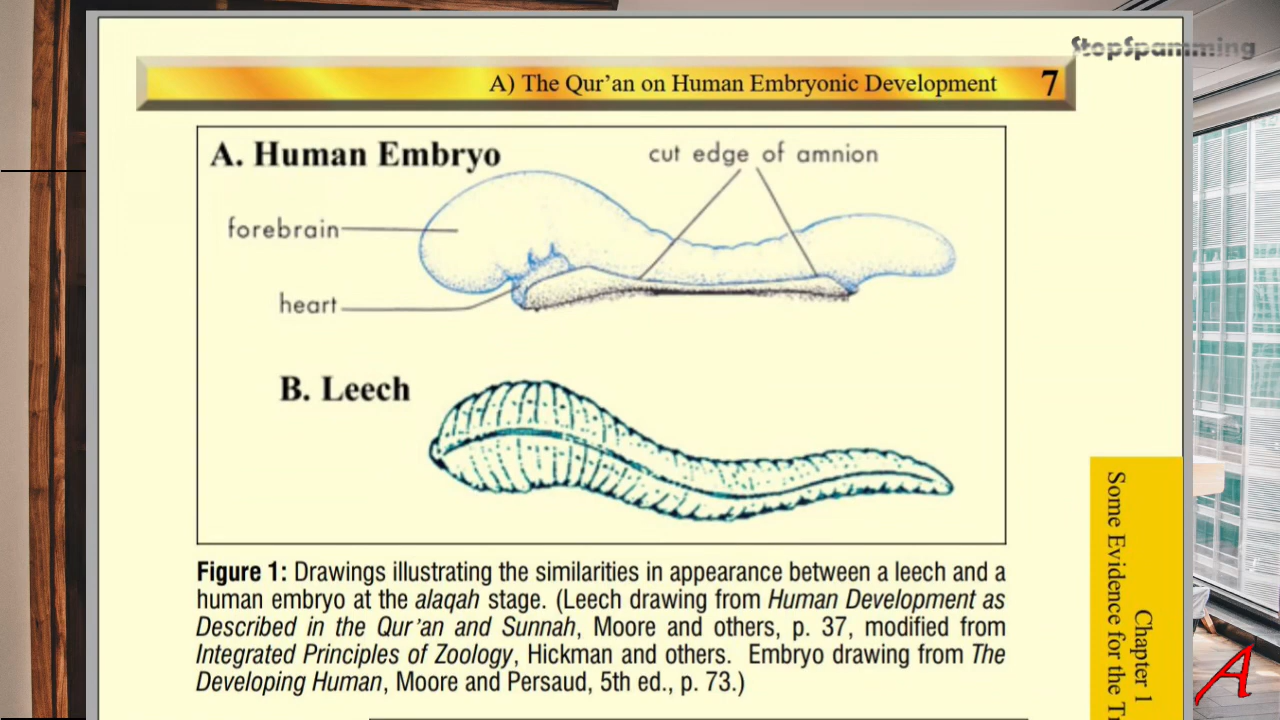 StopSpamming
A) The Qur'an on Human Embryonic Development 7
A. Human Embryo
cut edge of amnion
forebrain
heart
B. Leech
Figure 1: Drawings illustrating the similarities in appearance between a leech and a
human embryo at the alaqah stage. (Leech drawing from Human Development as
Described in the Qur'an and Sunnah, Moore and others, p. 37, modified from
Integrated Principles of Zoology, Hickman and others. Embryo drawing from The
Developing Human, Moore and Persaud, 5th ed., p. 73.)
Chapter 1
Some Evidence for the
A